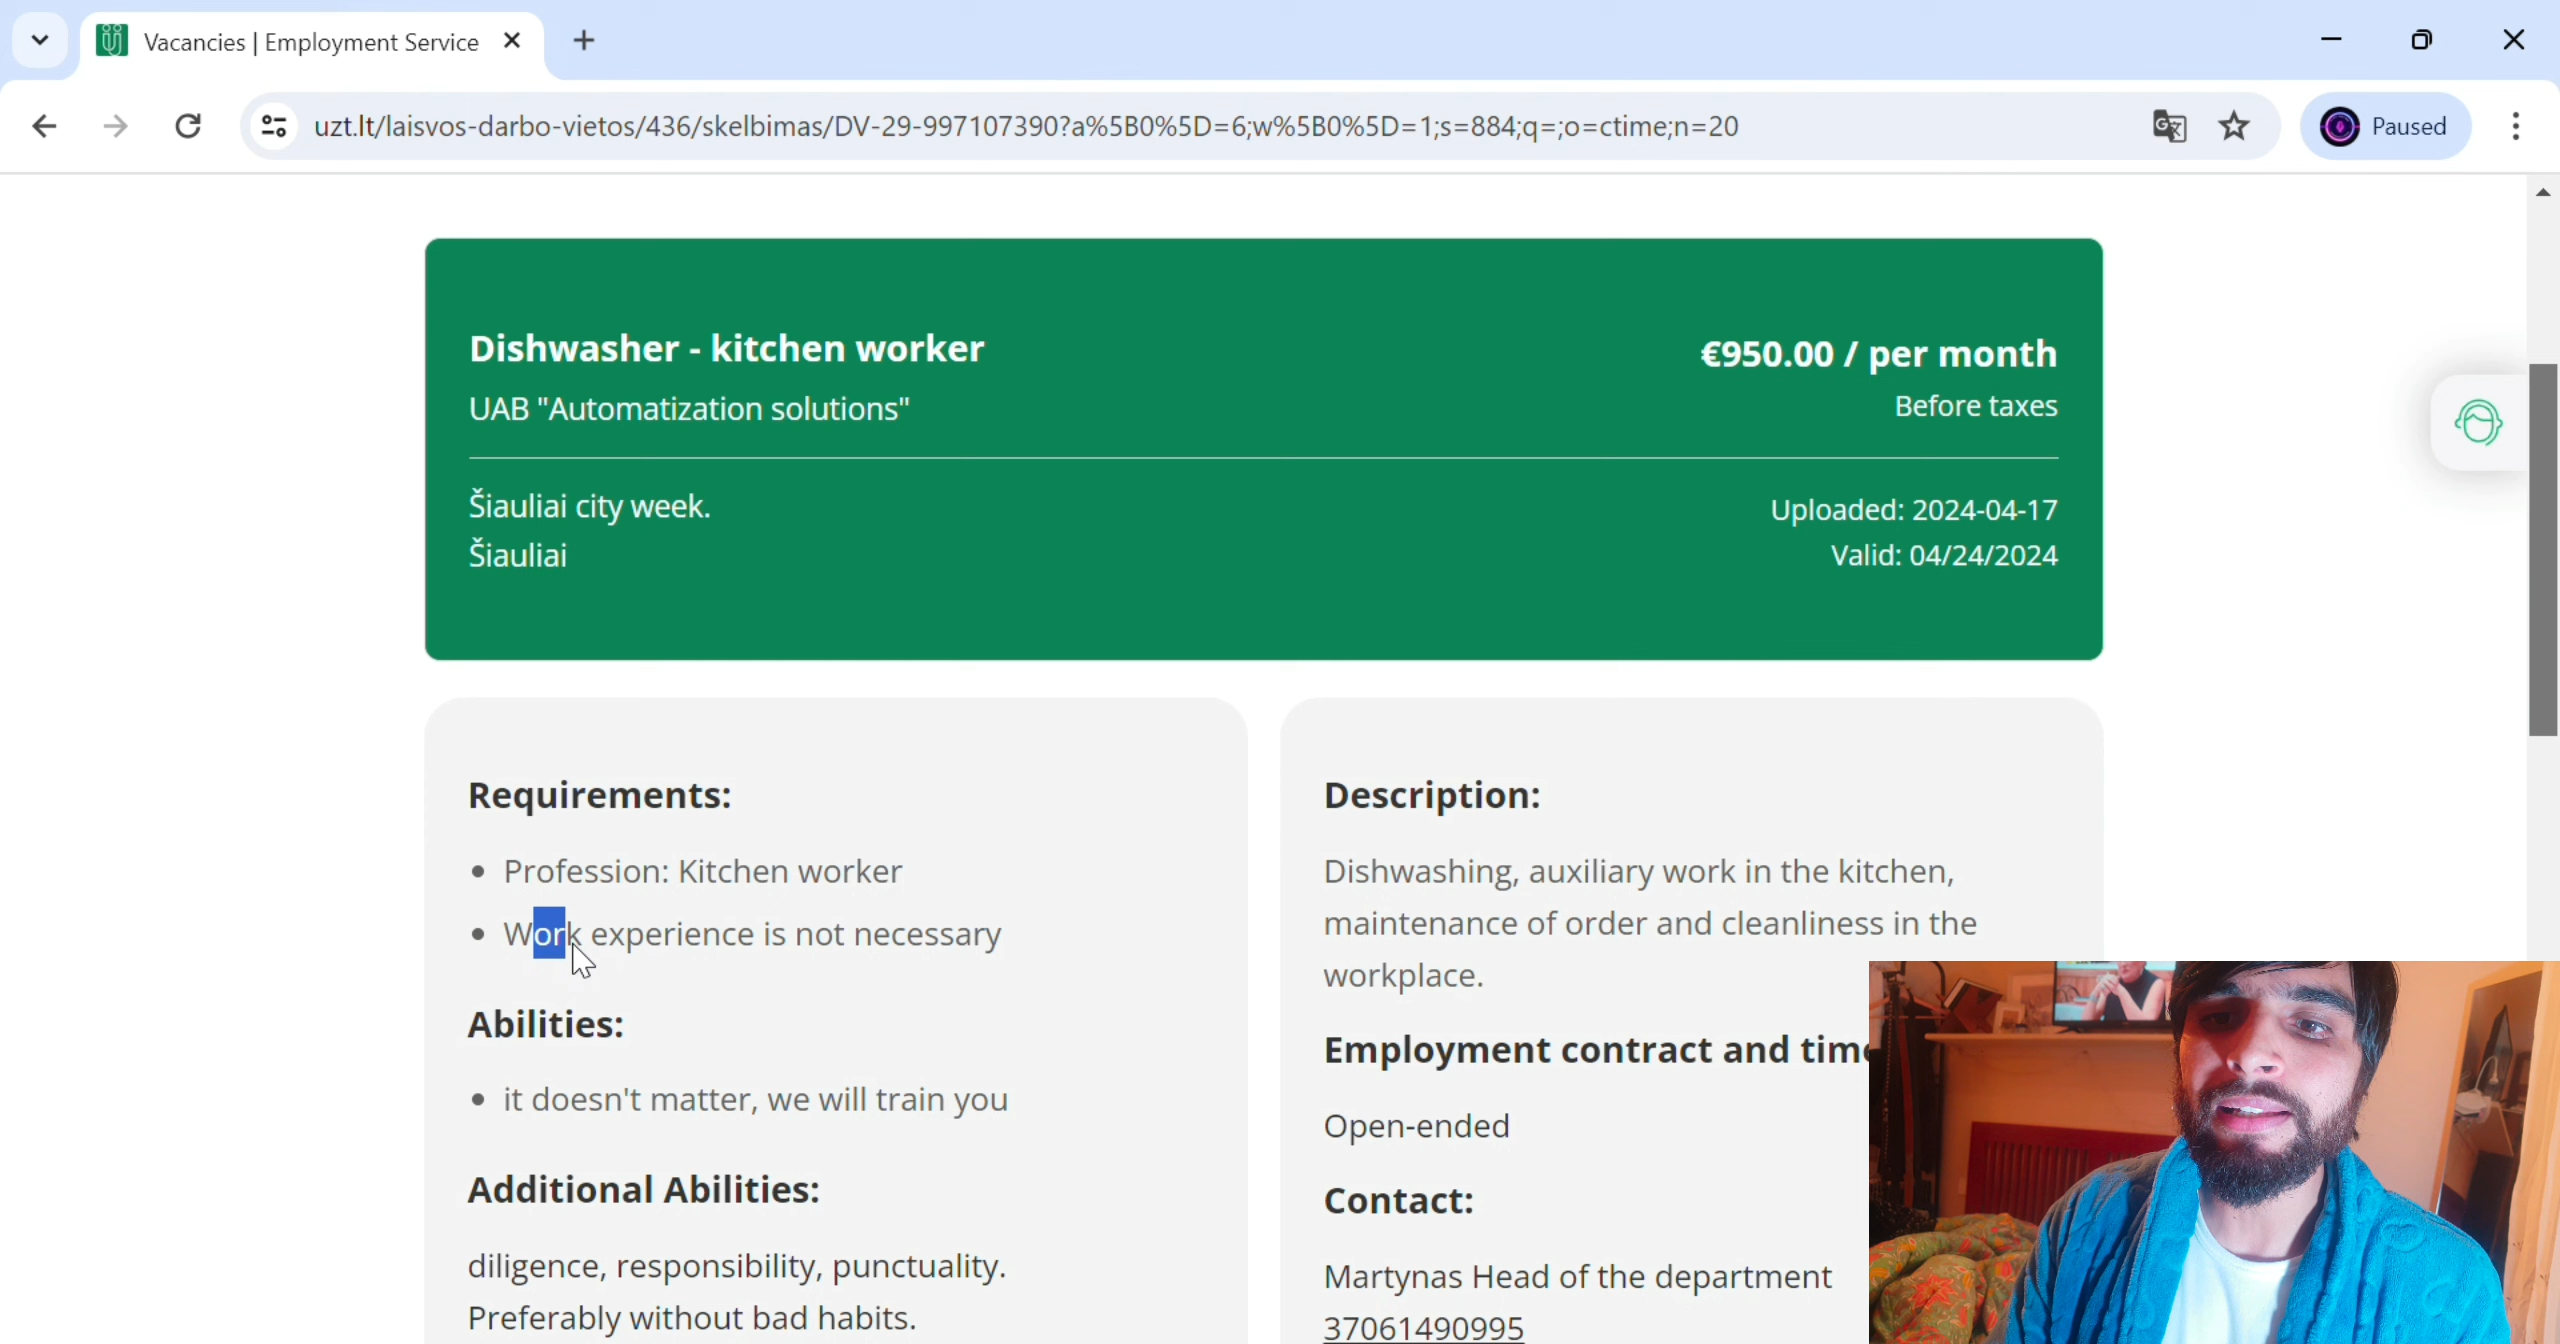 Vacancies | Employment Service
uzt.lt/laisvos-darbo-vietos/436/skelbimas/DV-29-997107390?a%5B0%5D=6;w%5B0%5D=1;s=884;q=;o=ctime;n=20
Paused
Dishwasher - kitchen worker
€950.00 / per month
UAB "Automatization solutions"
Before taxes
Šiauliai city week.
Uploaded: 2024-04-17
Šiauliai
Valid: 04/24/2024
Requirements:
Profession: Kitchen worker
Work experience is not necessary
Abilities:
it doesn't matter, we will train you
Additional Abilities:
diligence, responsibility, punctuality.
Preferably without bad habits.
Description:
Dishwashing, auxiliary work in the kitchen,
maintenance of order and cleanliness in the
workplace.
Employment contract and time
Open-ended
Contact:
Martynas Head of the department
37061490995